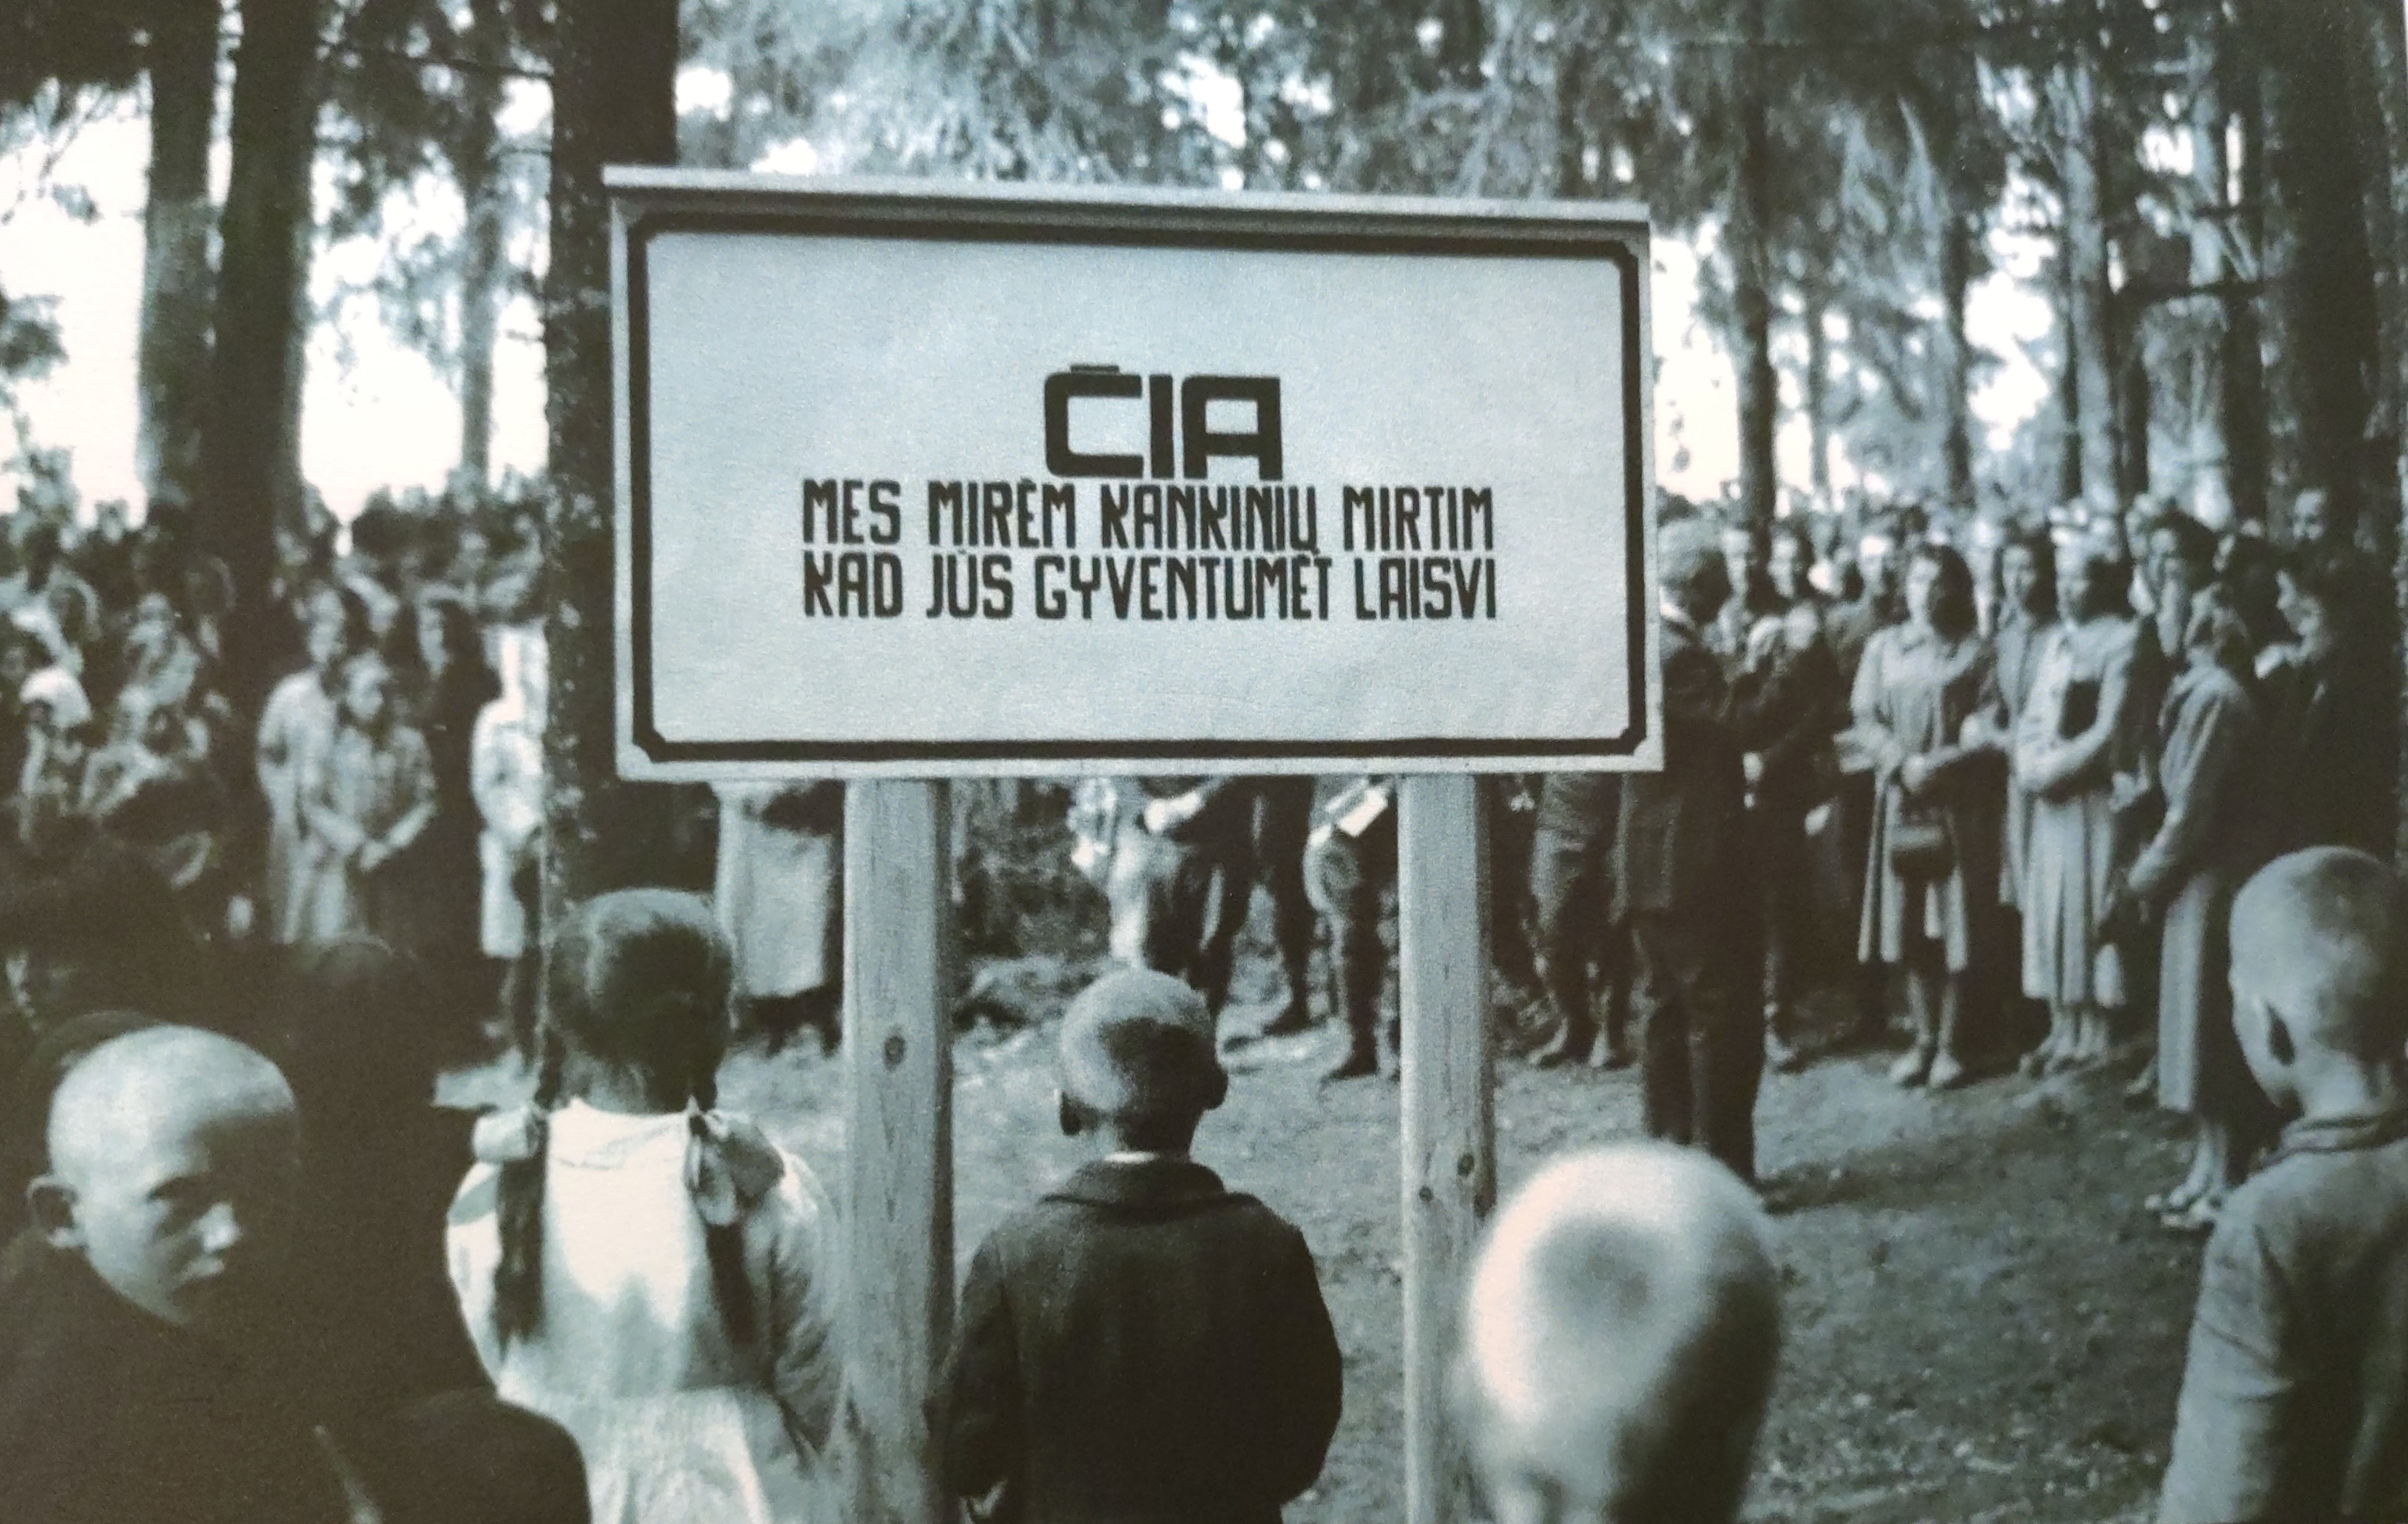 ČIA
MES MIRĖM KANKINIŲ MIRTIM
KAD JŪS GYVENTUMĖT LAISVI